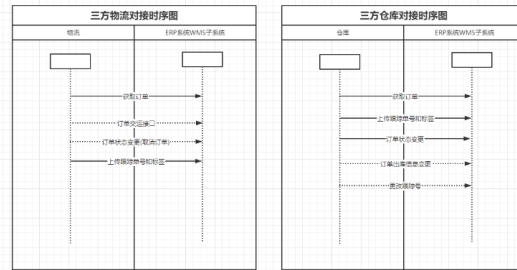 三方物流对接时序图
物流
ERP系统WMS子系统
获取订单
订单交运接口
订单状态变更(取消订单)
上传跟踪单号和标签
三方仓库对接时序图
仓库
ERP系统WMS子系统
获取订单
上传跟踪单号和标签
订单状态变更
订单出库信息变更
更改跟踪号